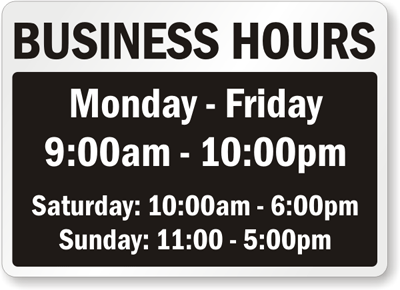 BUSINESS HOURS
Monday - Friday
9:00am - 10:00pm
Saturday: 10:00am - 6:00pm
Sunday: 11:00 - 5:00pm